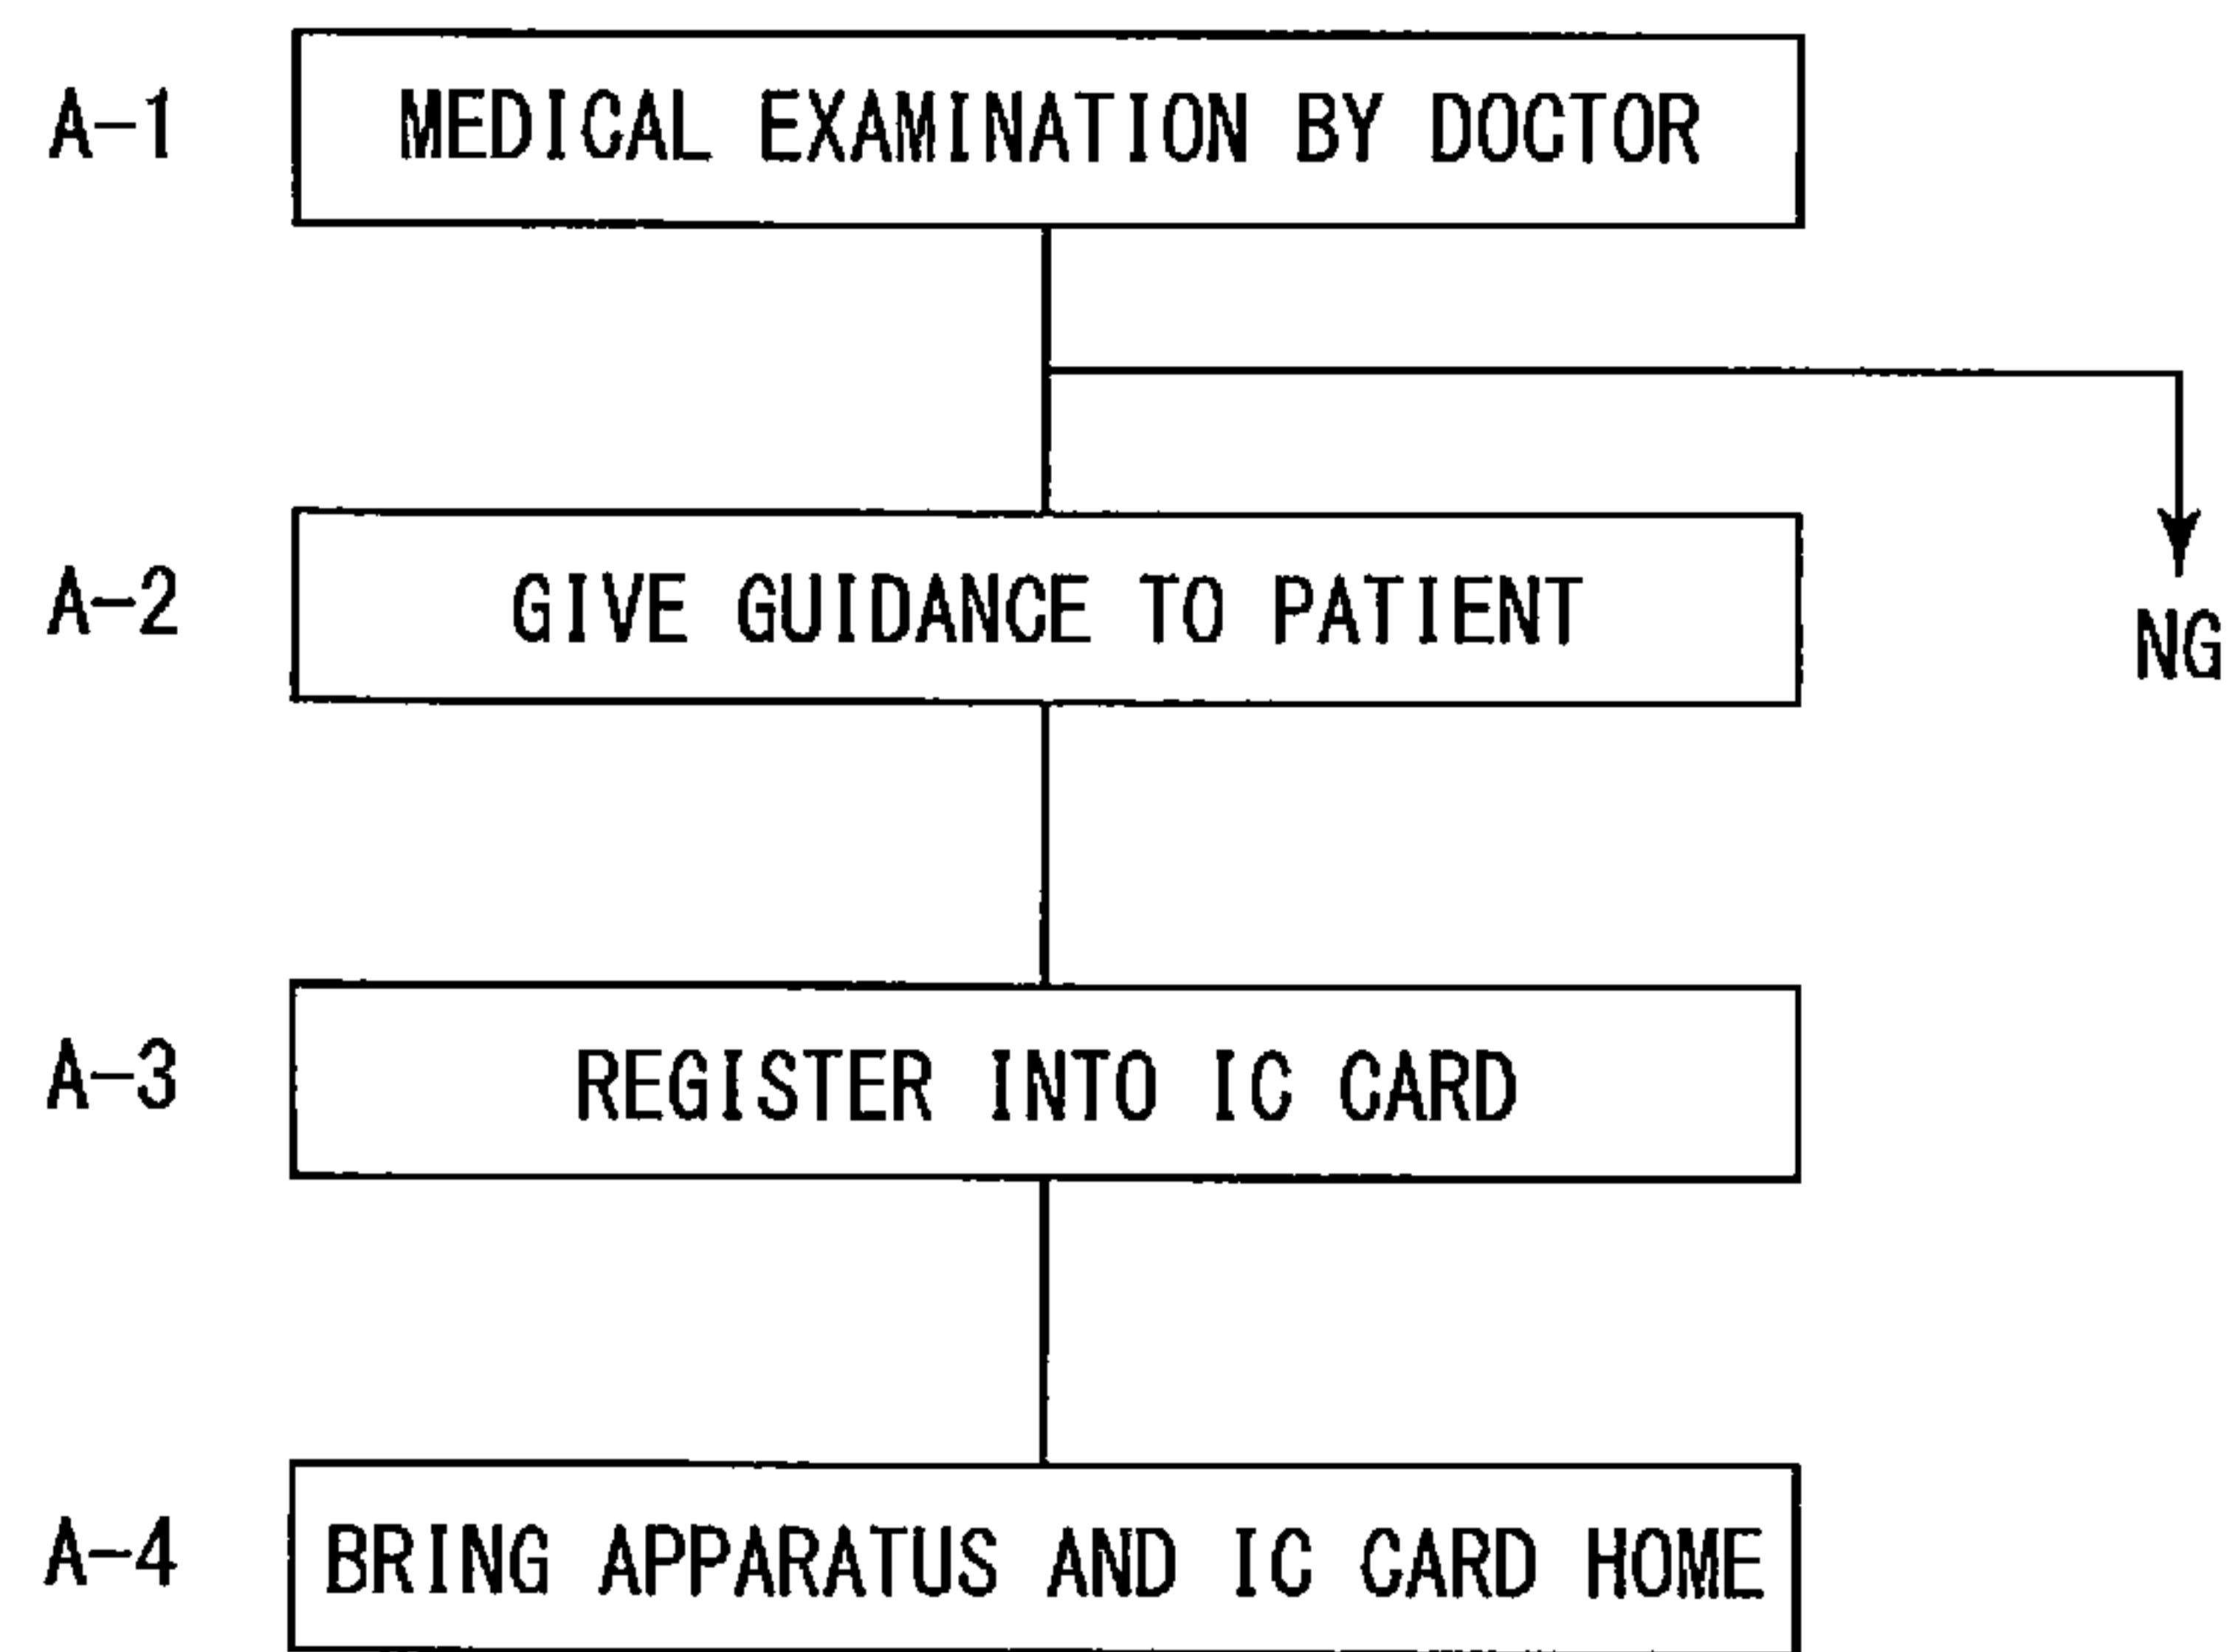 A-1 MEDICAL EXAMINATION BY DOCTOR
A-2 GIVE GUIDANCE TO PATIENT
NG
A-3 REGISTER INTO IC CARD
A-4 BRING APPARATUS AND IC CARD HOME